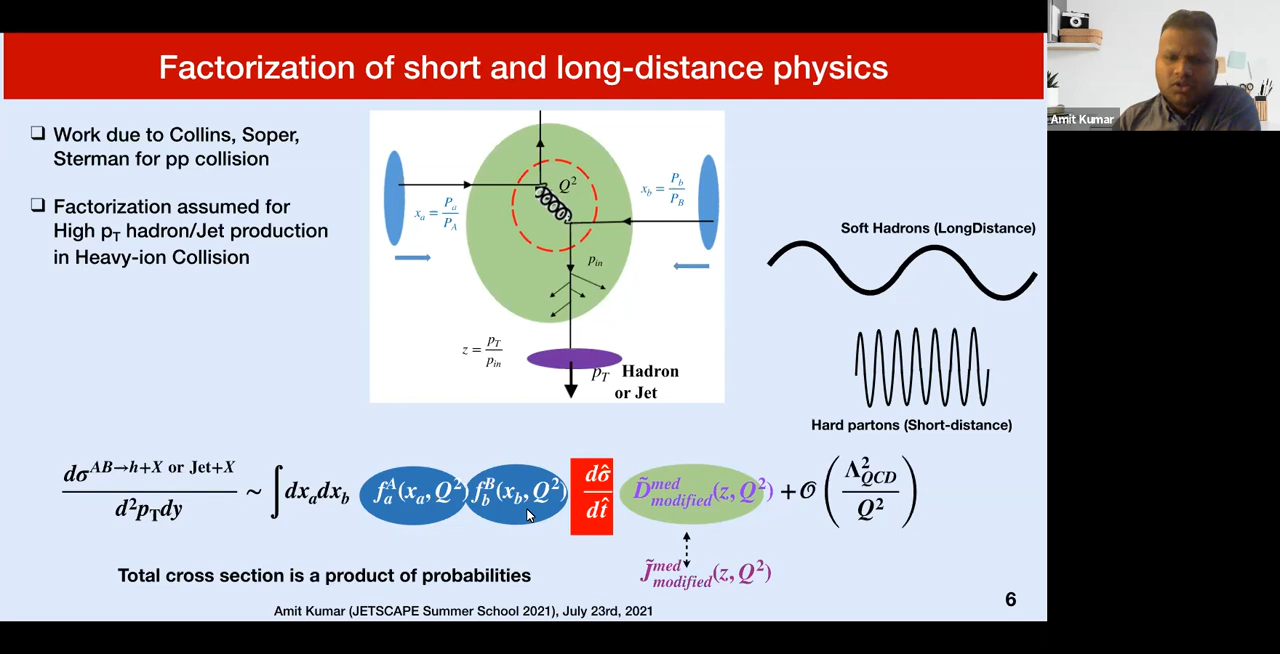 Factorization of short and long-distance physics
Amit Kumar
❑ Work due to Collins, Soper,
Sterman for pp collision
❑ Factorization assumed for
High p_T hadron/Jet production
in Heavy-ion Collision
Q²
x_a = P_a/P_A
x_b = P_b/P_B
p_in
z = p_T/p_in
p_T Hadron
or Jet
Soft Hadrons (LongDistance)
Hard partons (Short-distance)
dσ^{AB→h+X or Jet+X}/d²p_Tdy ~ ∫dx_adx_b f_a^A(x_a, Q²) f_b^B(x_b, Q²) dσ̂/dt̂ D̃^{med}_{modified}(z, Q²) + 𝒪(Λ²_{QCD}/Q²)
J̃^{med}_{modified}(z, Q²)
Total cross section is a product of probabilities
Amit Kumar (JETSCAPE Summer School 2021), July 23rd, 2021
6